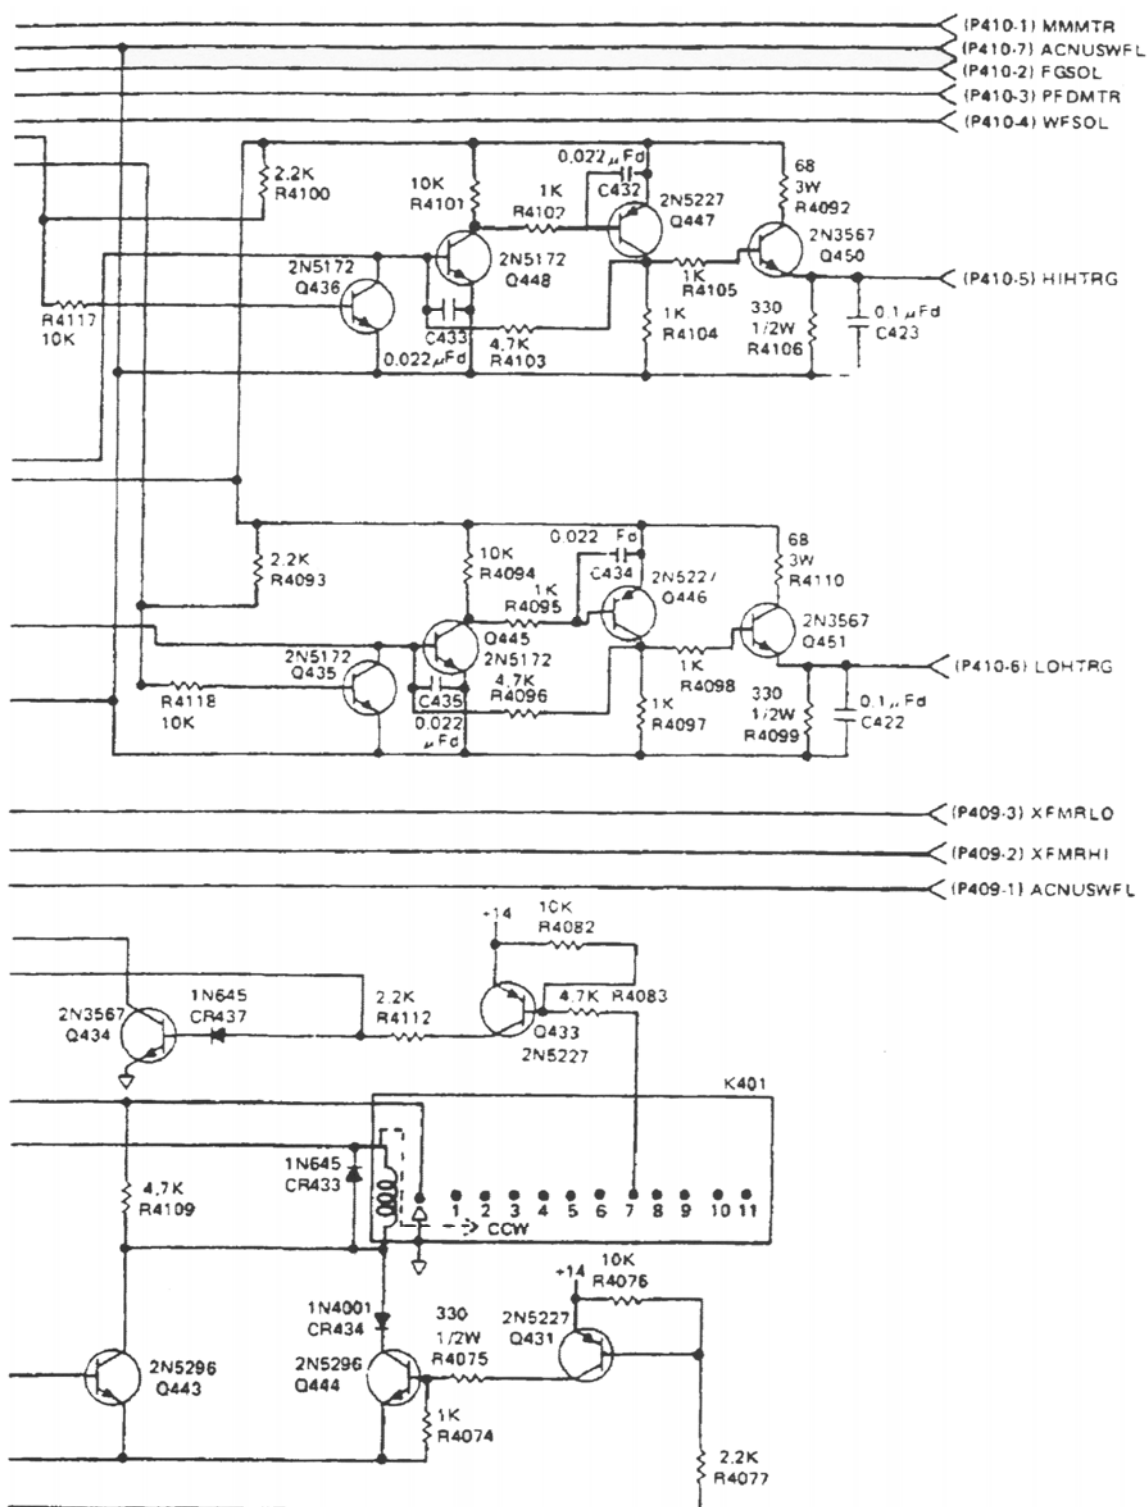 (P410-1) MMMTR
(P410-7) ACNUSWFL
(P410-2) FGSOL
(P410-3) PFDMTR
(P410-4) WFSOL
2.2K
R4100
10K
R4101
1K
R4102
0.022 μFd
C432
2N5227
Q447
68
3W
R4092
2N3567
Q450
2N5172
Q436
2N5172
Q448
1K
R4105
(P410-5) HIHTRG
R4117
10K
C433
0.022 μFd
4.7K
R4103
1K
R4104
330
1/2W
R4106
0.1 μFd
C423
2.2K
R4093
10K
R4094
1K
R4095
0.022 Fd
C434
2N5227
Q446
68
3W
R4110
2N3567
Q451
2N5172
Q435
Q445
2N5172
4.7K
R4096
1K
R4098
(P410-6) LOHTRG
R4118
10K
C435
0.022
μFd
1K
R4097
330
1/2W
R4099
0.1 μFd
C422
(P409-3) XFMRLO
(P409-2) XFMRHI
(P409-1) ACNUSWFL
+14
10K
R4082
2N3567
Q434
1N645
CR437
2.2K
R4112
4.7K R4083
Q433
2N5227
K401
1N645
CR433
4.7K
R4109
1 2 3 4 5 6 7 8 9 10 11
CCW
+14
10K
R4076
1N4001
CR434
330
1/2W
R4075
2N5227
Q431
2N5296
Q443
2N5296
Q444
1K
R4074
2.2K
R4077